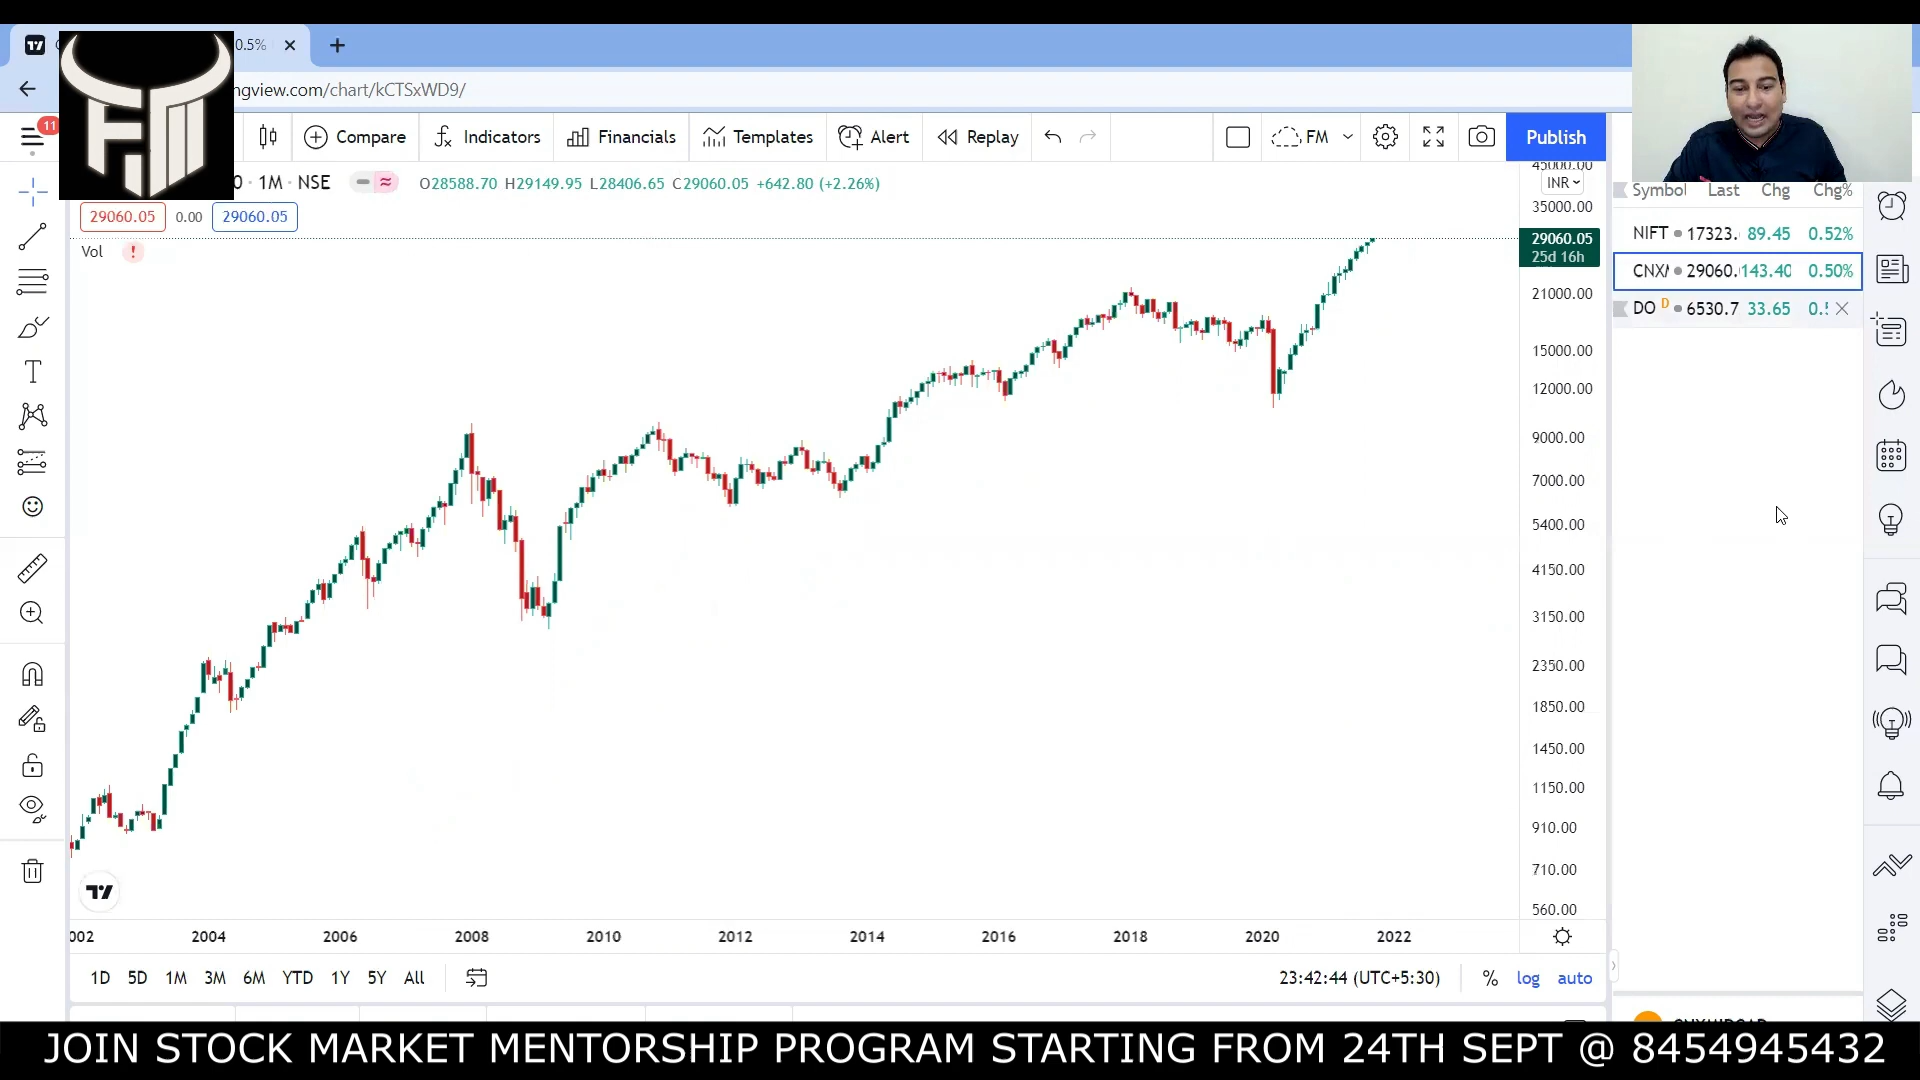 0.5%
ngview.com/chart/kCTSxWD9/
11
Compare
Indicators
Financials
Templates
Alert
Replay
FM
Publish
0 · 1M · NSE
O28588.70 H29149.95 L28406.65 C29060.05 +642.80 (+2.26%)
29060.05 0.00 29060.05
Vol !
INR
45000.00
35000.00
29060.05
25d 16h
21000.00
15000.00
12000.00
9000.00
7000.00
5400.00
4150.00
3150.00
2350.00
1850.00
1450.00
1150.00
910.00
710.00
560.00
Symbol Last Chg Chg%
NIFT 17323. 89.45 0.52%
CNX 29060. 143.40 0.50%
DO D 6530.7 33.65 0.
002 2004 2006 2008 2010 2012 2014 2016 2018 2020 2022
1D 5D 1M 3M 6M YTD 1Y 5Y All
23:42:44 (UTC+5:30) % log auto
JOIN STOCK MARKET MENTORSHIP PROGRAM STARTING FROM 24TH SEPT @ 8454945432